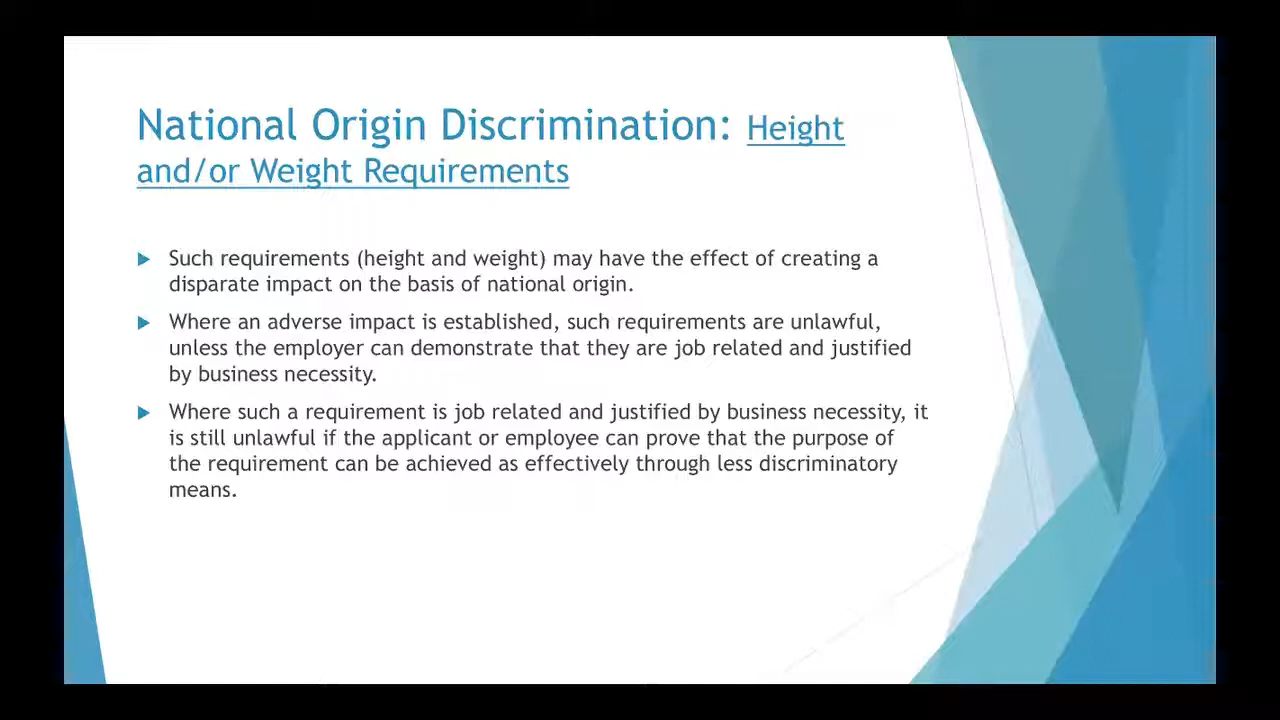 National Origin Discrimination: Height
and/or Weight Requirements
Such requirements (height and weight) may have the effect of creating a
disparate impact on the basis of national origin.
Where an adverse impact is established, such requirements are unlawful,
unless the employer can demonstrate that they are job related and justified
by business necessity.
Where such a requirement is job related and justified by business necessity, it
is still unlawful if the applicant or employee can prove that the purpose of
the requirement can be achieved as effectively through less discriminatory
means.